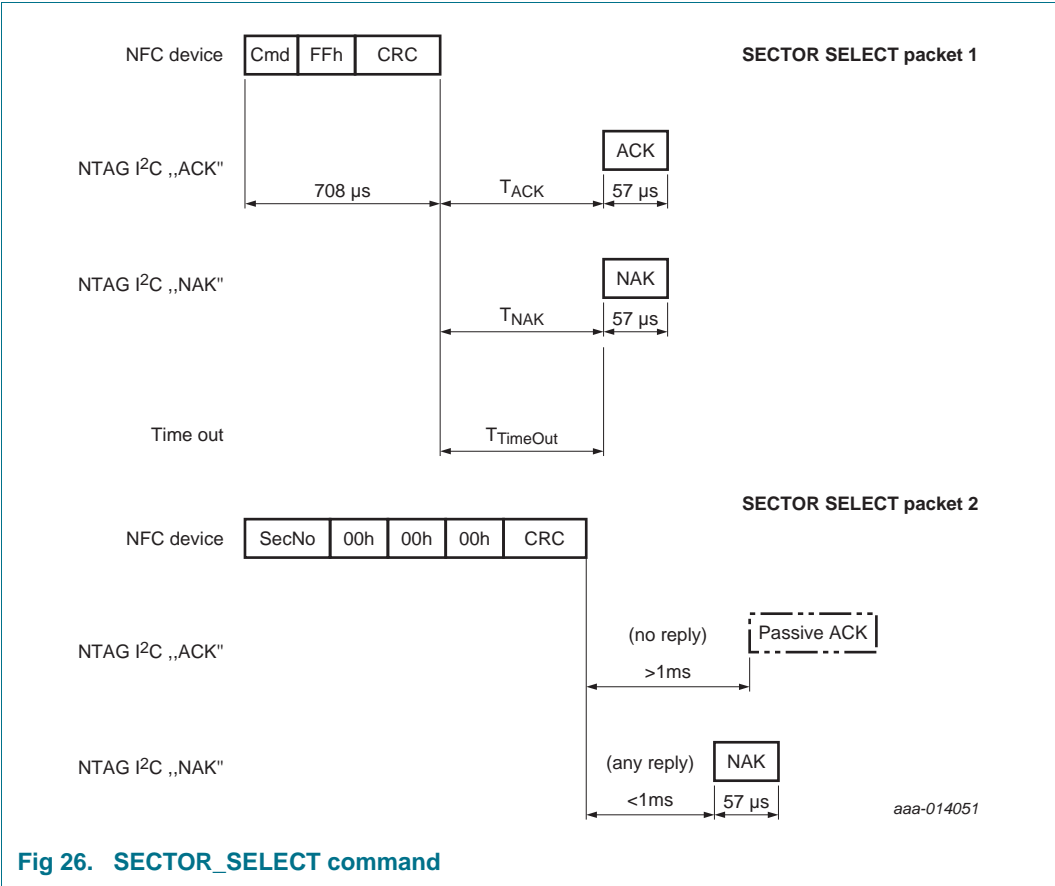 NFC device Cmd FFh CRC SECTOR SELECT packet 1
ACK
NTAG I2C ,,ACK"
708 µs TACK 57 µs
NAK
NTAG I2C ,,NAK"
TNAK 57 µs
Time out TTimeOut
SECTOR SELECT packet 2
NFC device SecNo 00h 00h 00h CRC
(no reply) Passive ACK
NTAG I2C ,,ACK"
>1ms
(any reply) NAK
NTAG I2C ,,NAK"
<1ms 57 µs aaa-014051
Fig 26. SECTOR_SELECT command